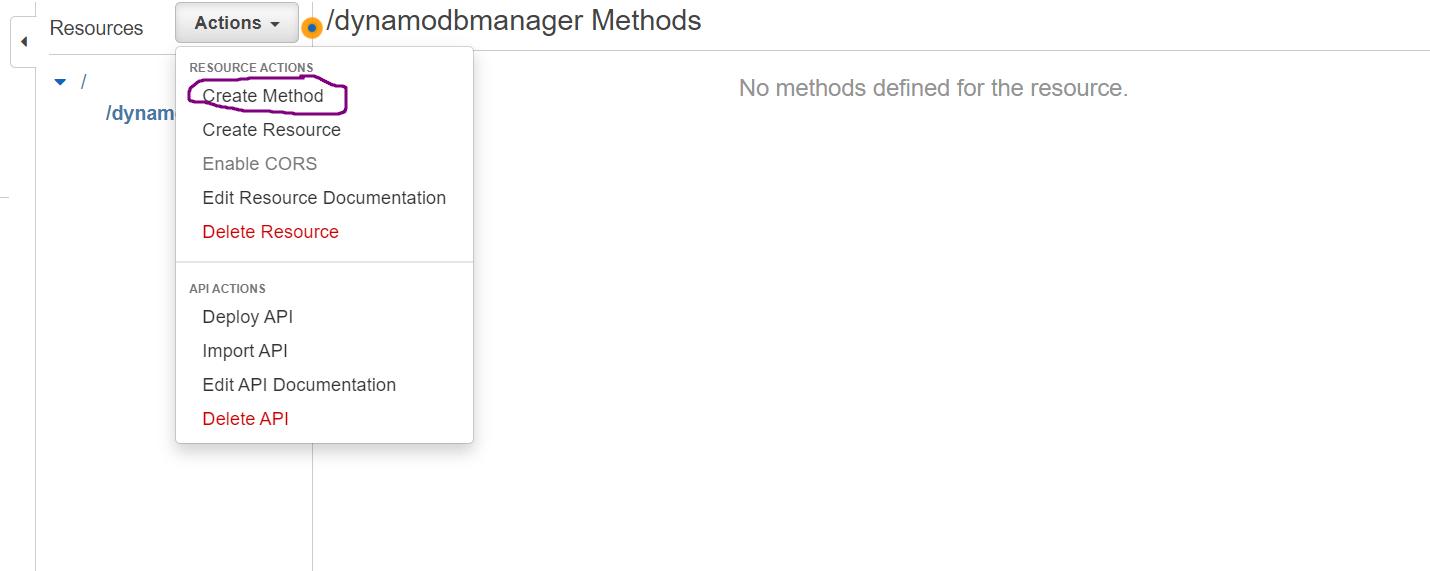 Resources
Actions
/dynamodbmanager Methods
RESOURCE ACTIONS
Create Method
Create Resource
Enable CORS
Edit Resource Documentation
Delete Resource
API ACTIONS
Deploy API
Import API
Edit API Documentation
Delete API
/
/dynam
No methods defined for the resource.